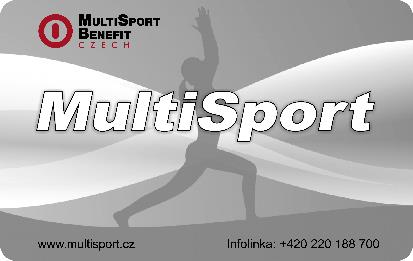 MULTISPORT
BENEFIT
CZECH
MultiSport
www.multisport.cz
Infolinka: +420 220 188 700